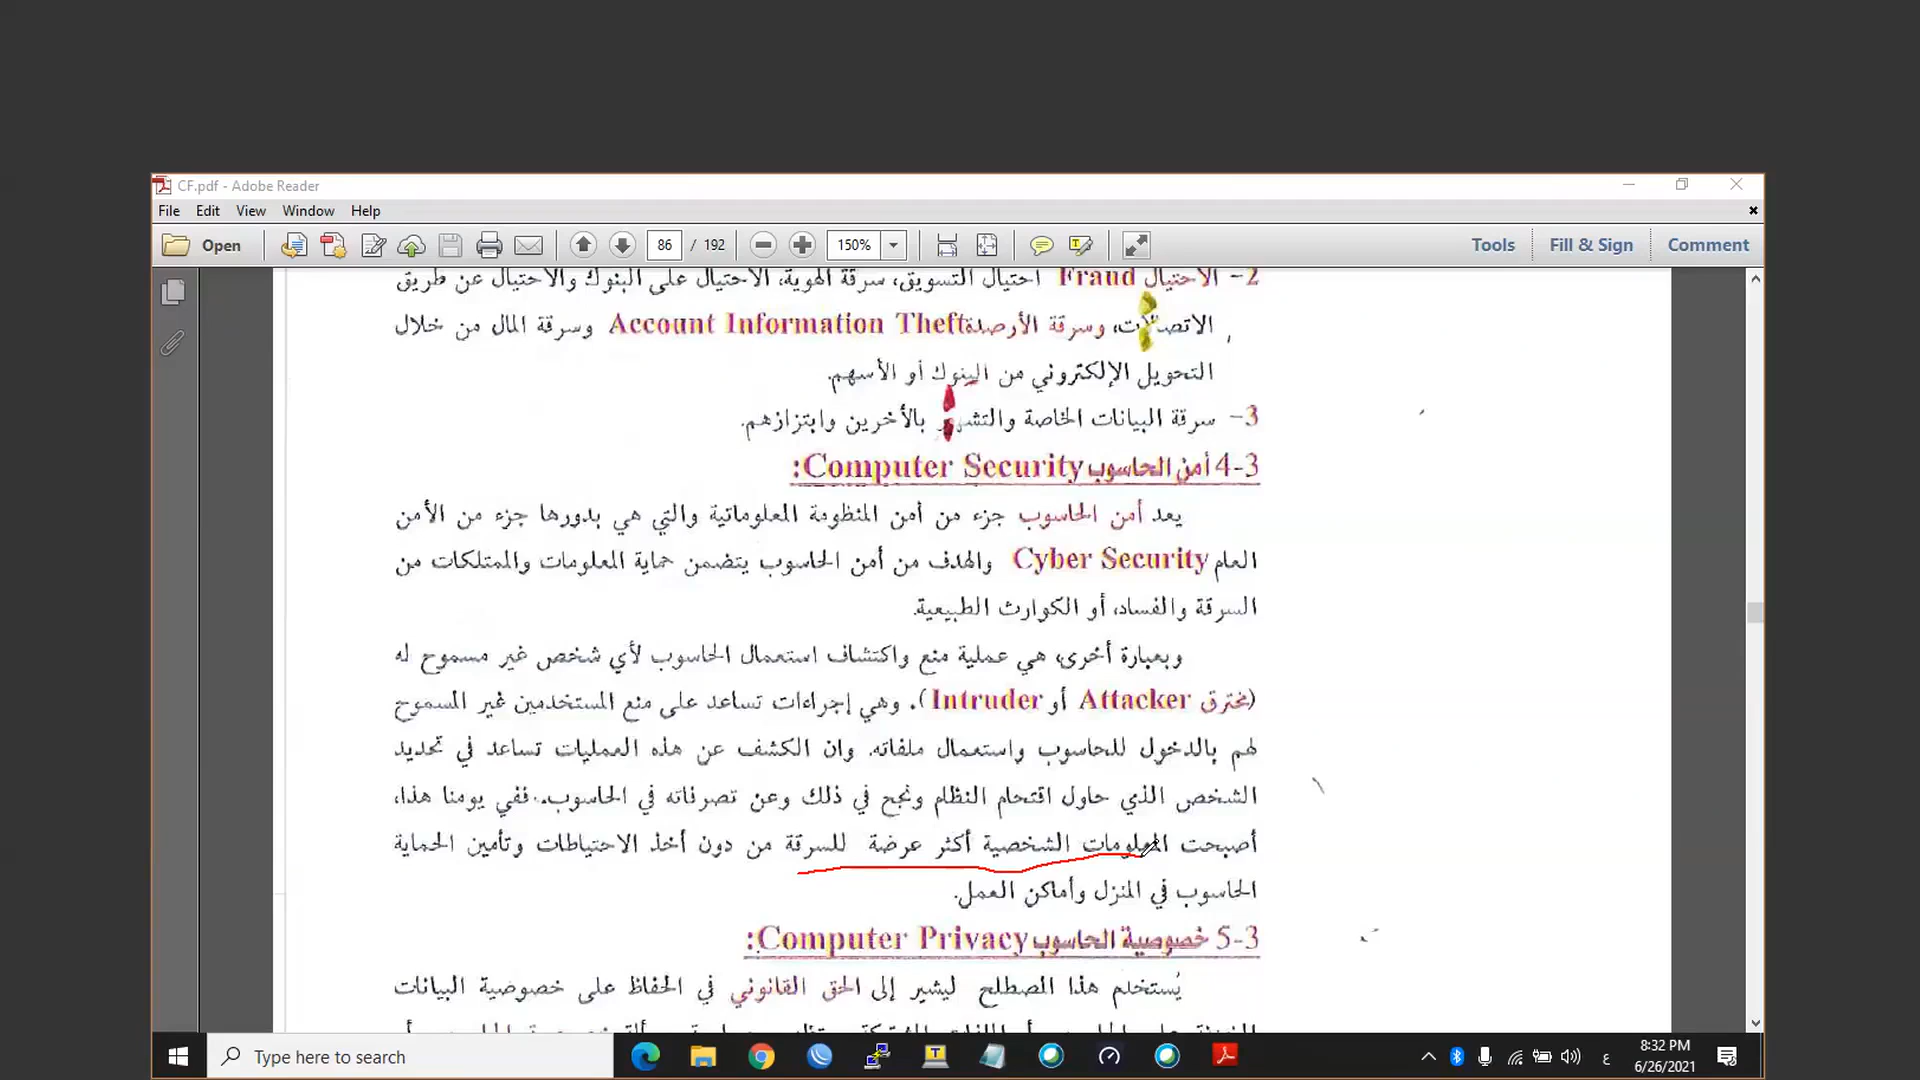 CF.pdf - Adobe Reader
File Edit View Window Help
Open 86 / 192 150% Tools Fill & Sign Comment
2- الاحتيال Fraud احتيال التسويق، سرقة الهوية، الاحتيال على البنوك والاحتيال عن طريق
الاتصالات، وسرقة الأرصدة Account Information Theft وسرقة المال من خلال
التحويل الإلكتروني من البنوك أو الأسهم.
3- سرقة البيانات الخاصة والتشهير بالأخرين وابتزازهم.
4-3 أمن الحاسوب Computer Security:
يعد أمن الحاسوب جزء من أمن المنظومة المعلوماتية والتي هي بدورها جزء من الأمن
العام Cyber Security والهدف من أمن الحاسوب يتضمن حماية المعلومات والممتلكات من
السرقة والفساد، أو الكوارث الطبيعية.
وبعبارة أخرى، هي عملية منع واكتشاف استعمال الحاسوب لأي شخص غير مسموح له
(مخترق Attacker أو Intruder). وهي إجراءات تساعد على منع المستخدمين غير المسموح
لهم بالدخول للحاسوب واستعمال ملفاته. وان الكشف عن هذه العمليات تساعد في تحديد
الشخص الذي حاول اقتحام النظام ونجح في ذلك وعن تصرفاته في الحاسوب. ففي يومنا هذا،
أصبحت المعلومات الشخصية أكثر عرضة للسرقة من دون أخذ الاحتياطات وتأمين الحماية
الحاسوب في المنزل وأماكن العمل.
5-3 خصوصية الحاسوب Computer Privacy:
يُستخدم هذا المصطلح ليشير إلى الحق القانوني في الحفاظ على خصوصية البيانات
Type here to search
ع
8:32 PM
6/26/2021